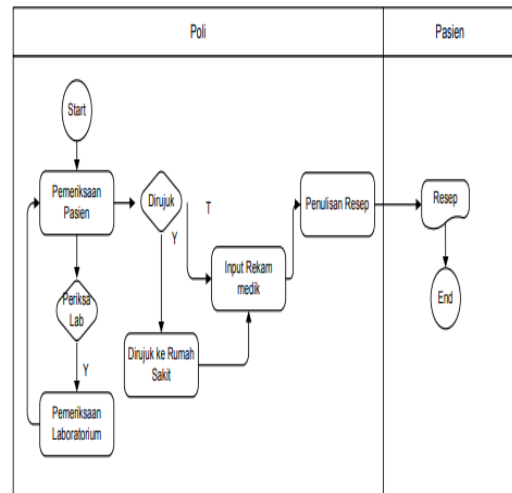 Poli
Pasien
Start
Pemeriksaan
Pasien
Dirujuk
T
Y
Periksa
Lab
Y
Pemeriksaan
Laboratorium
Dirujuk ke Rumah
Sakit
Input Rekam
medik
Penulisan Resep
Resep
End